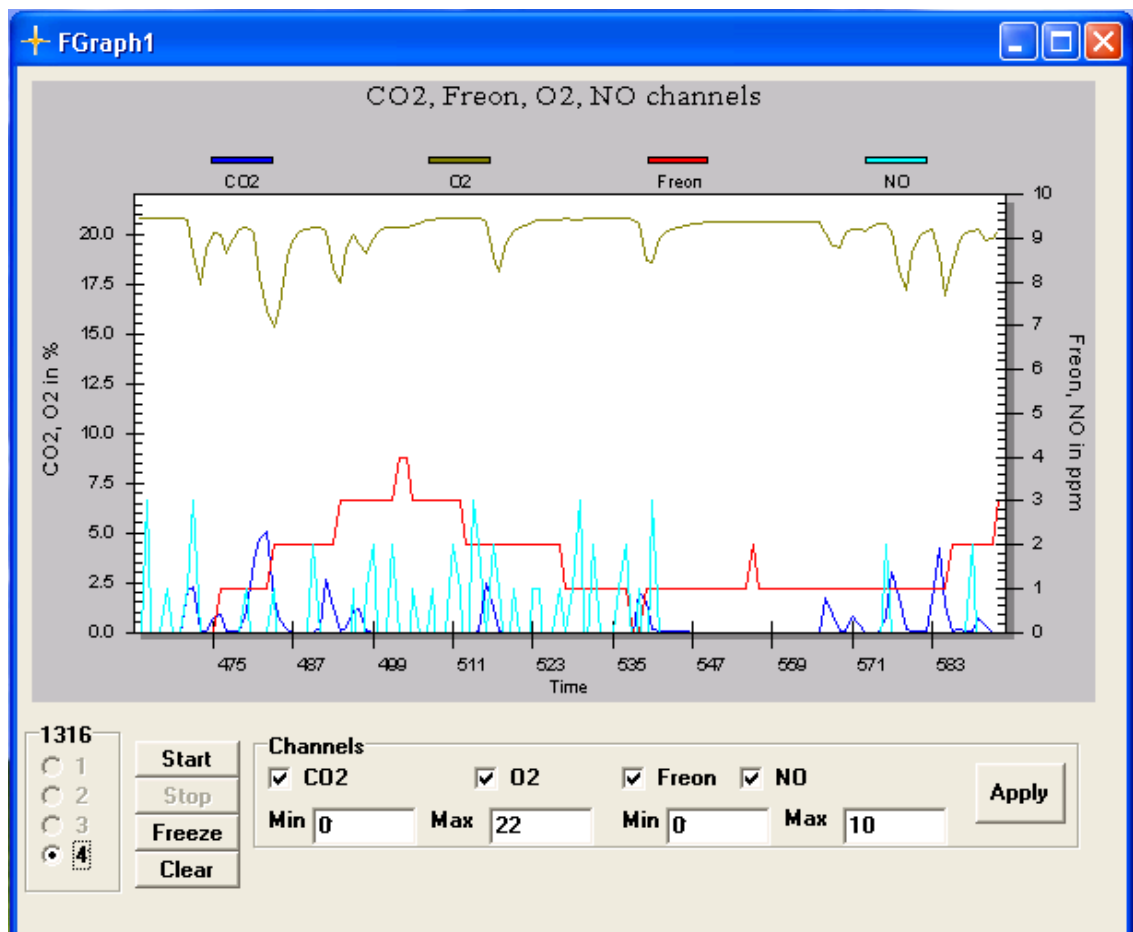 FGraph1
CO2, Freon, O2, NO channels
CO2 O2 Freon NO
10
20.0 9
17.5 8
7
15.0
6
12.5
5
10.0
4
7.5
3
5.0
2
2.5
1
0.0 0
CO2, O2 in %
Freon, NO in ppm
475 487 499 511 523 535 547 559 571 583
Time
1316
1
2
3
4
Start
Stop
Freeze
Clear
Channels
CO2 O2 Freon NO
Min 0 Max 22 Min 0 Max 10
Apply